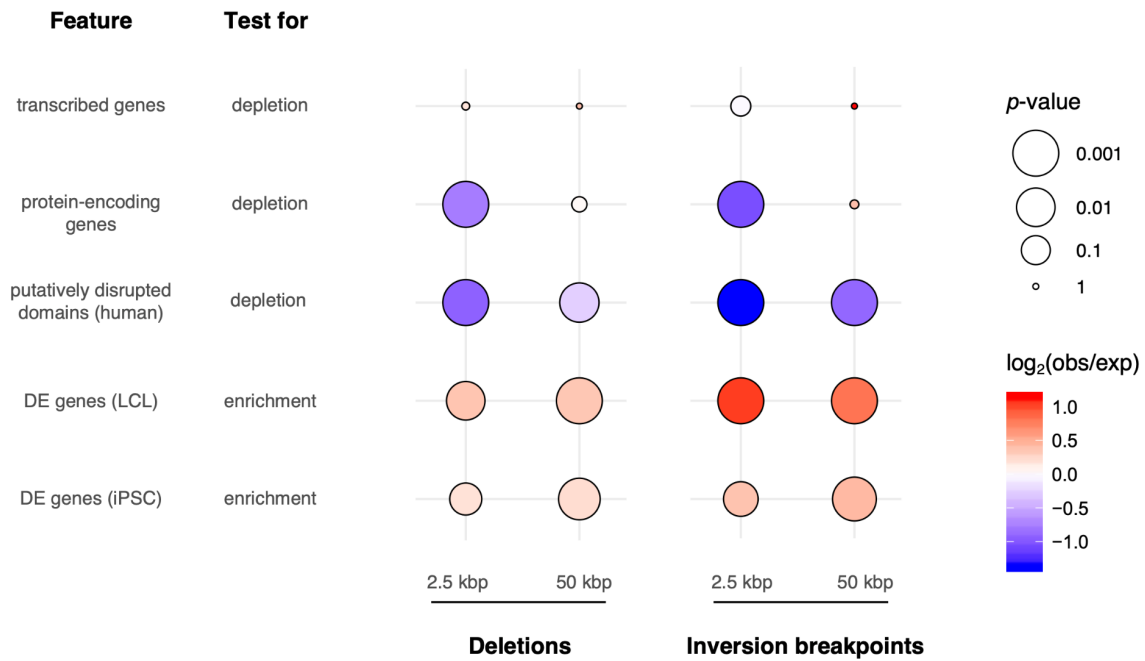 Feature
Test for
transcribed genes
depletion
protein-encoding
genes
depletion
putatively disrupted
domains (human)
depletion
DE genes (LCL)
enrichment
DE genes (iPSC)
enrichment
2.5 kbp
50 kbp
2.5 kbp
50 kbp
Deletions
Inversion breakpoints
p-value
0.001
0.01
0.1
1
log₂(obs/exp)
1.0
0.5
0.0
−0.5
−1.0